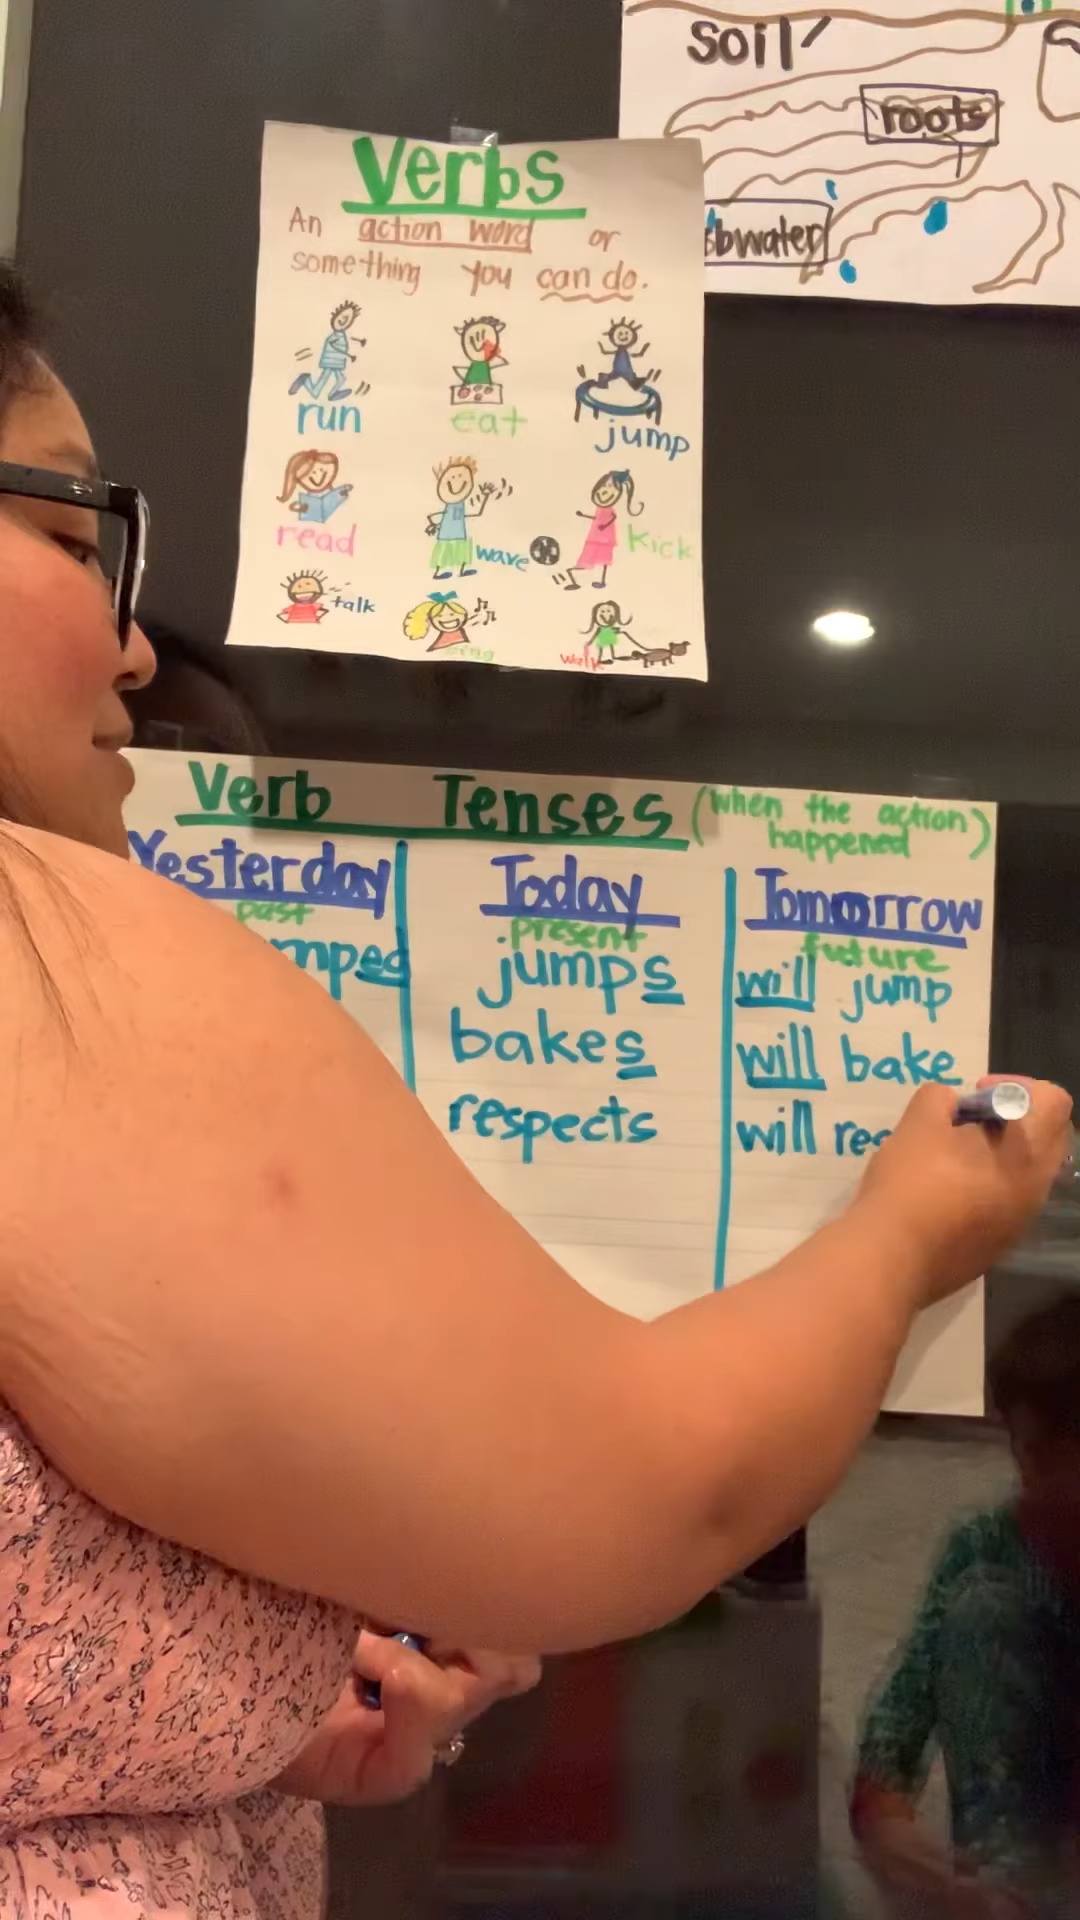 soil
roots
Verbs
An action word or
something you can do.
run
eat
jump
read
wave
kick
talk
sing
walk
Verb Tenses (when the action)
happened
Yesterday
past
Today
present
jumps
bakes
respects
Tomorrow
future
will jump
will bake
will